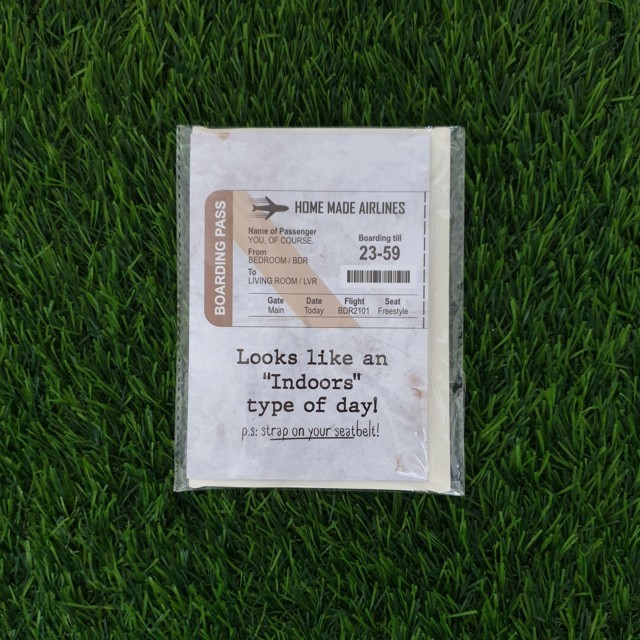 BOARDING PASS
HOME MADE AIRLINES
Name of Passenger
YOU, OF COURSE.
From
BEDROOM / BDR
To
LIVING ROOM / LVR
Boarding till
23-59
Gate Date Flight Seat
Main Today BDR2101 Freestyle
Looks like an
"Indoors"
type of day!
p.s: strap on your seatbelt!